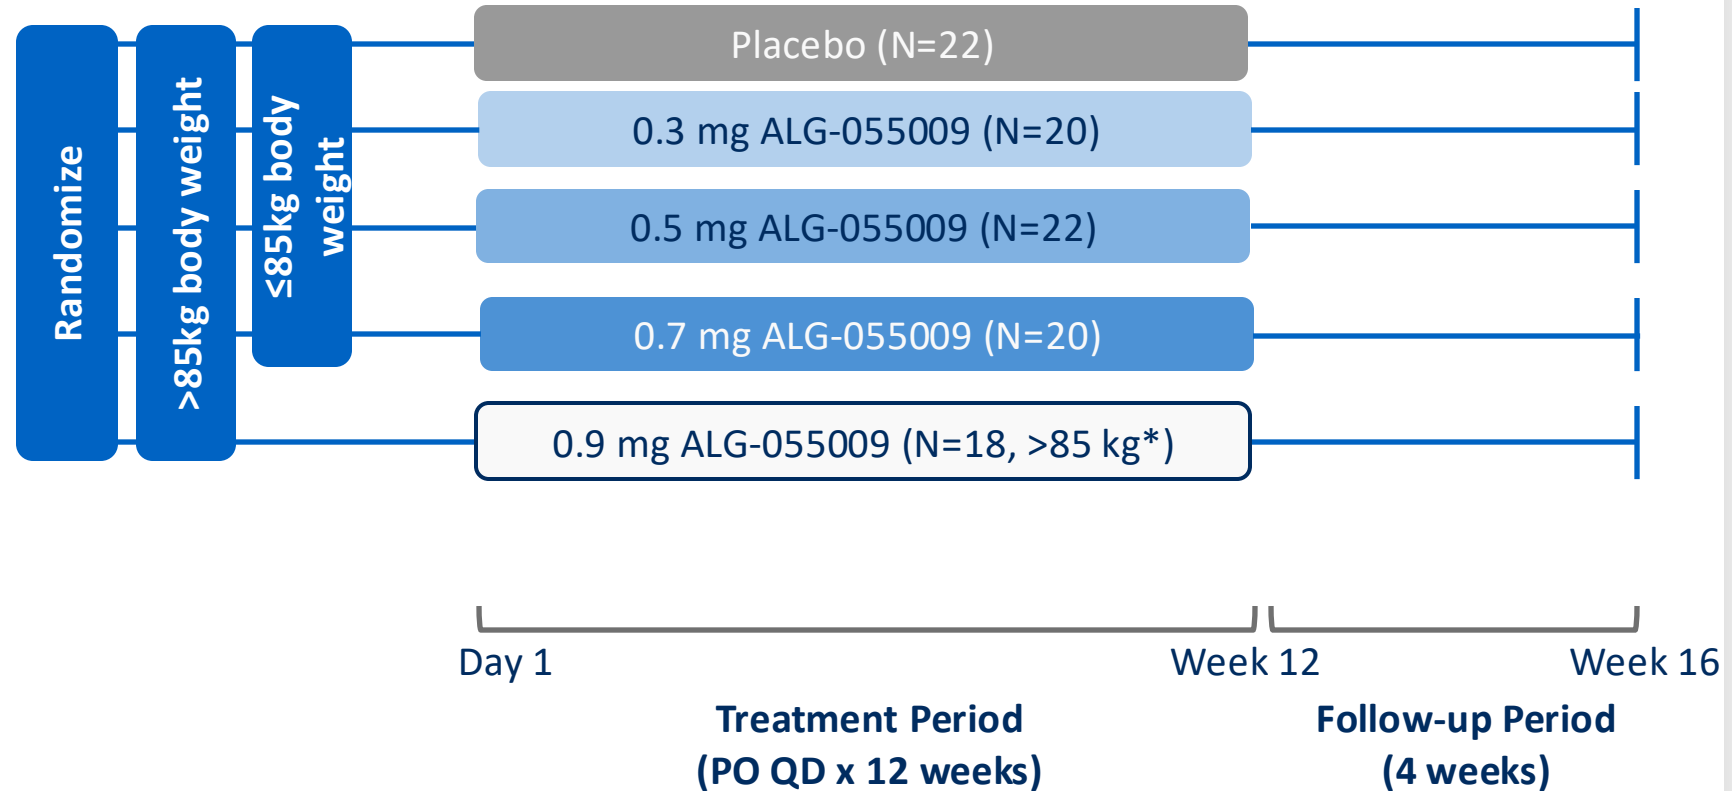 Randomize
>85kg body weight
≤85kg body
weight
Placebo (N=22)
0.3 mg ALG-055009 (N=20)
0.5 mg ALG-055009 (N=22)
0.7 mg ALG-055009 (N=20)
0.9 mg ALG-055009 (N=18, >85 kg*)
Day 1
Week 12
Week 16
Treatment Period
(PO QD x 12 weeks)
Follow-up Period
(4 weeks)